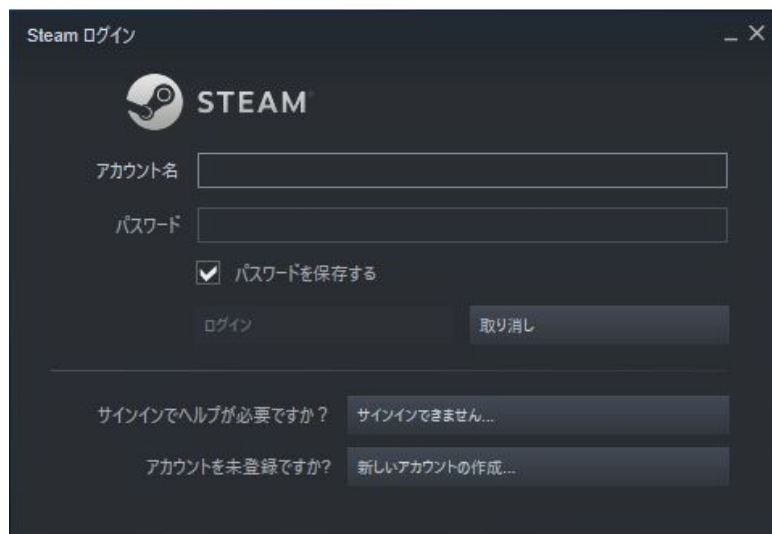 Steam ログイン
STEAM
アカウント名
パスワード
パスワードを保存する
ログイン 取り消し
サインインでヘルプが必要ですか？ サインインできません...
アカウントを未登録ですか? 新しいアカウントの作成...